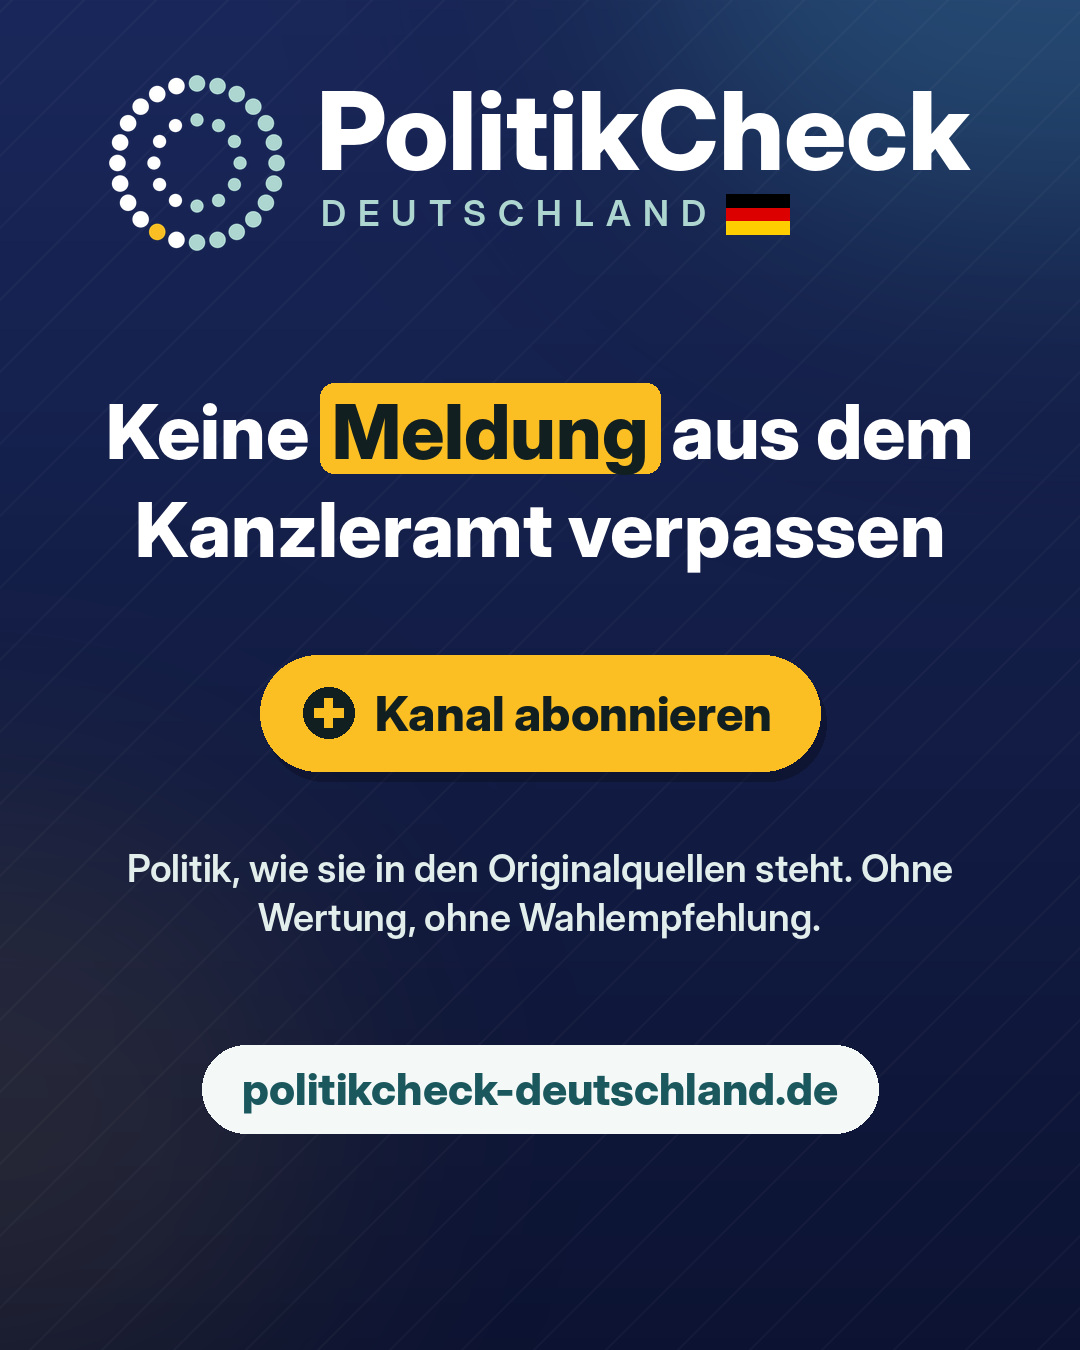 PolitikCheck
DEUTSCHLAND
Keine Meldung aus dem
Kanzleramt verpassen
Kanal abonnieren
Politik, wie sie in den Originalquellen steht. Ohne
Wertung, ohne Wahlempfehlung.
politikcheck-deutschland.de